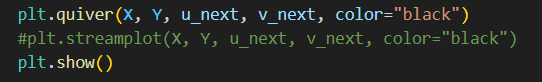 plt.quiver(X, Y, u_next, v_next, color="black")
#plt.streamplot(X, Y, u_next, v_next, color="black")
plt.show()